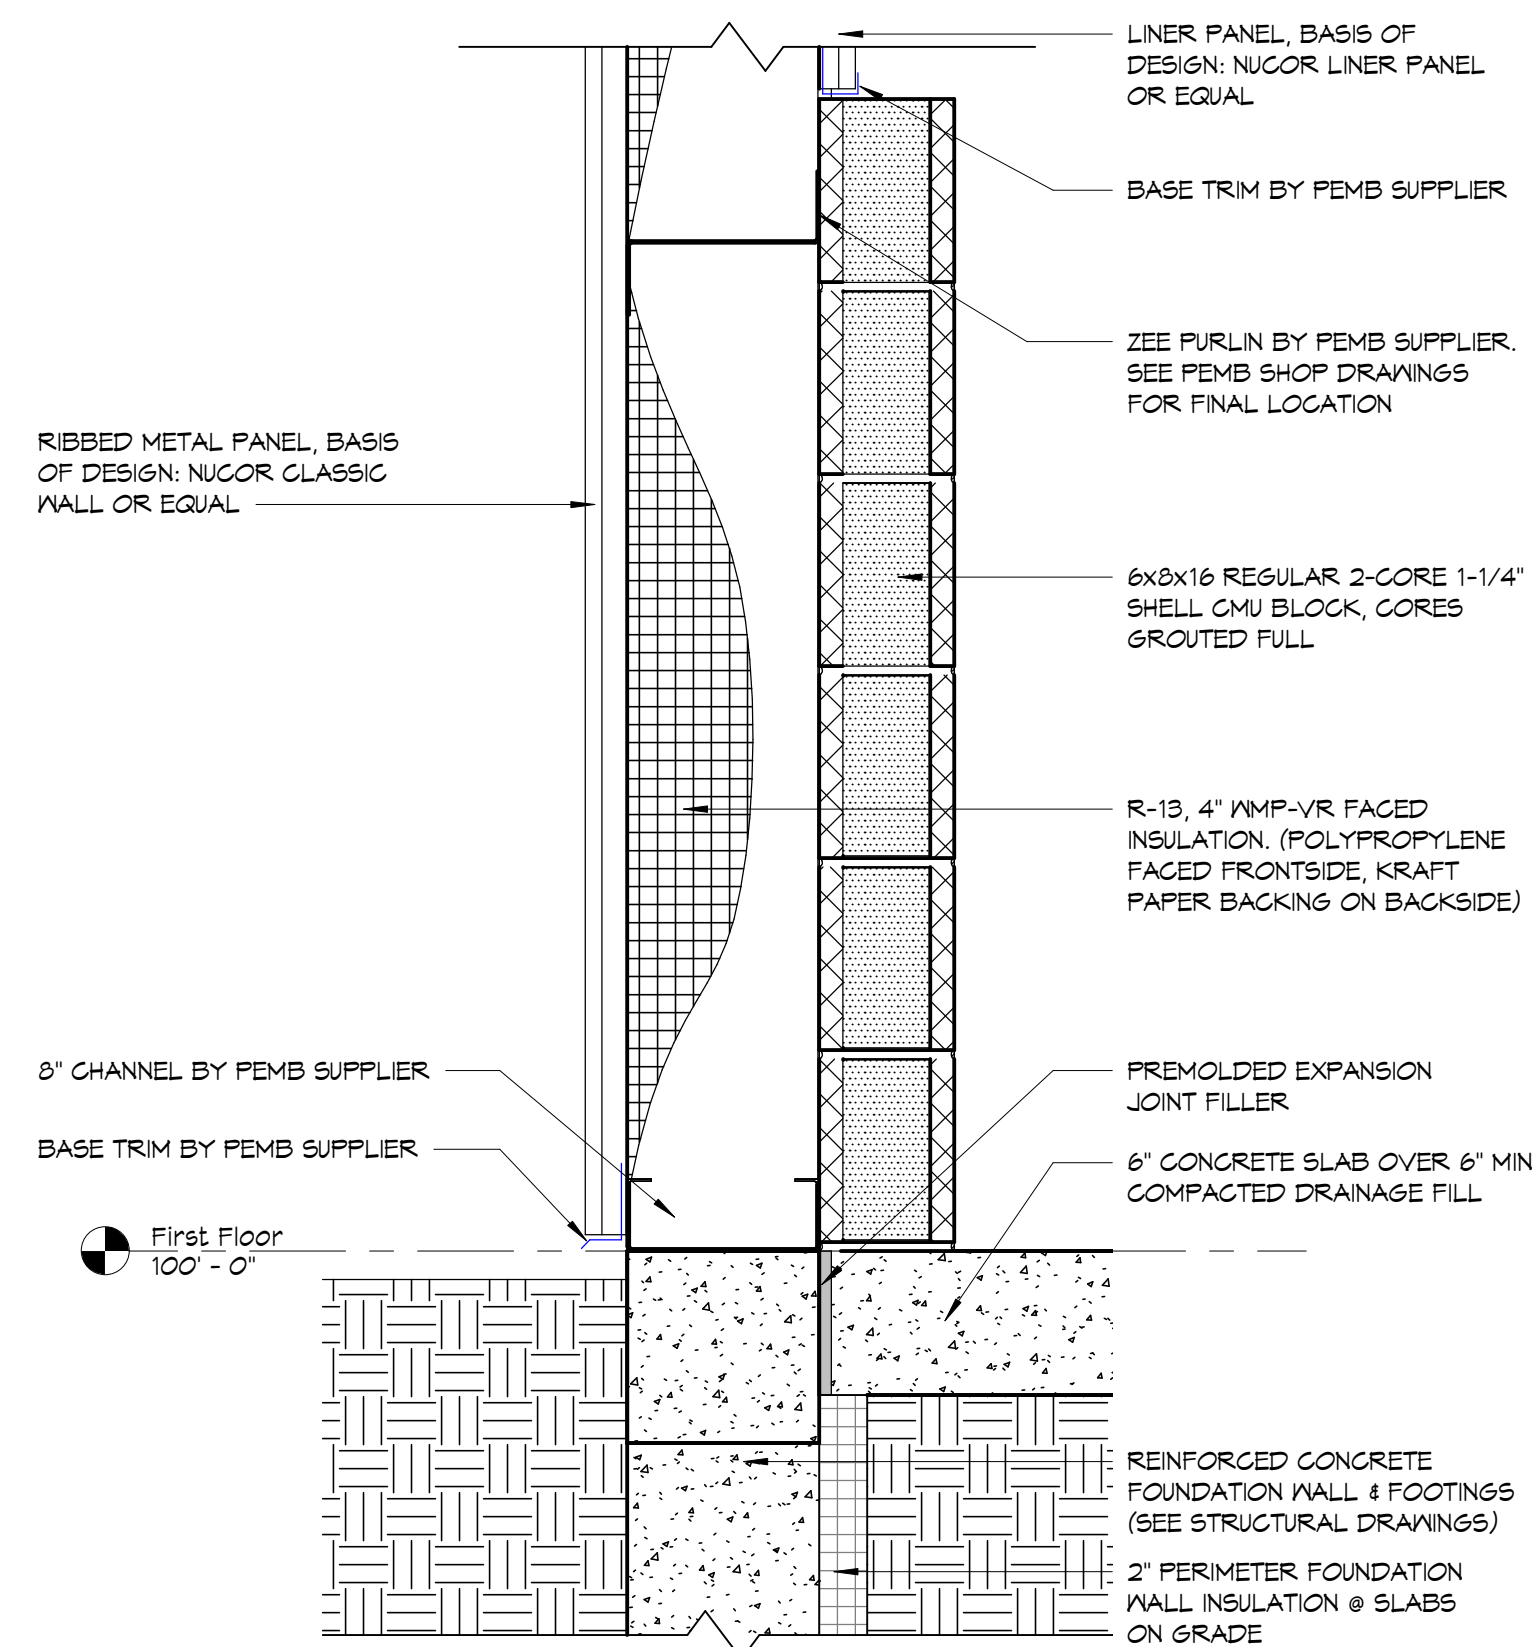 LINER PANEL, BASIS OF
DESIGN: NUCOR LINER PANEL
OR EQUAL
BASE TRIM BY PEMB SUPPLIER
ZEE PURLIN BY PEMB SUPPLIER.
SEE PEMB SHOP DRAWINGS
FOR FINAL LOCATION
RIBBED METAL PANEL, BASIS
OF DESIGN: NUCOR CLASSIC
WALL OR EQUAL
6x8x16 REGULAR 2-CORE 1-1/4"
SHELL CMU BLOCK, CORES
GROUTED FULL
R-13, 4" WMP-VR FACED
INSULATION. (POLYPROPYLENE
FACED FRONTSIDE, KRAFT
PAPER BACKING ON BACKSIDE)
8" CHANNEL BY PEMB SUPPLIER
BASE TRIM BY PEMB SUPPLIER
PREMOLDED EXPANSION
JOINT FILLER
6" CONCRETE SLAB OVER 6" MIN
COMPACTED DRAINAGE FILL
First Floor
100' - 0"
REINFORCED CONCRETE
FOUNDATION WALL & FOOTINGS
(SEE STRUCTURAL DRAWINGS)
2" PERIMETER FOUNDATION
WALL INSULATION @ SLABS
ON GRADE